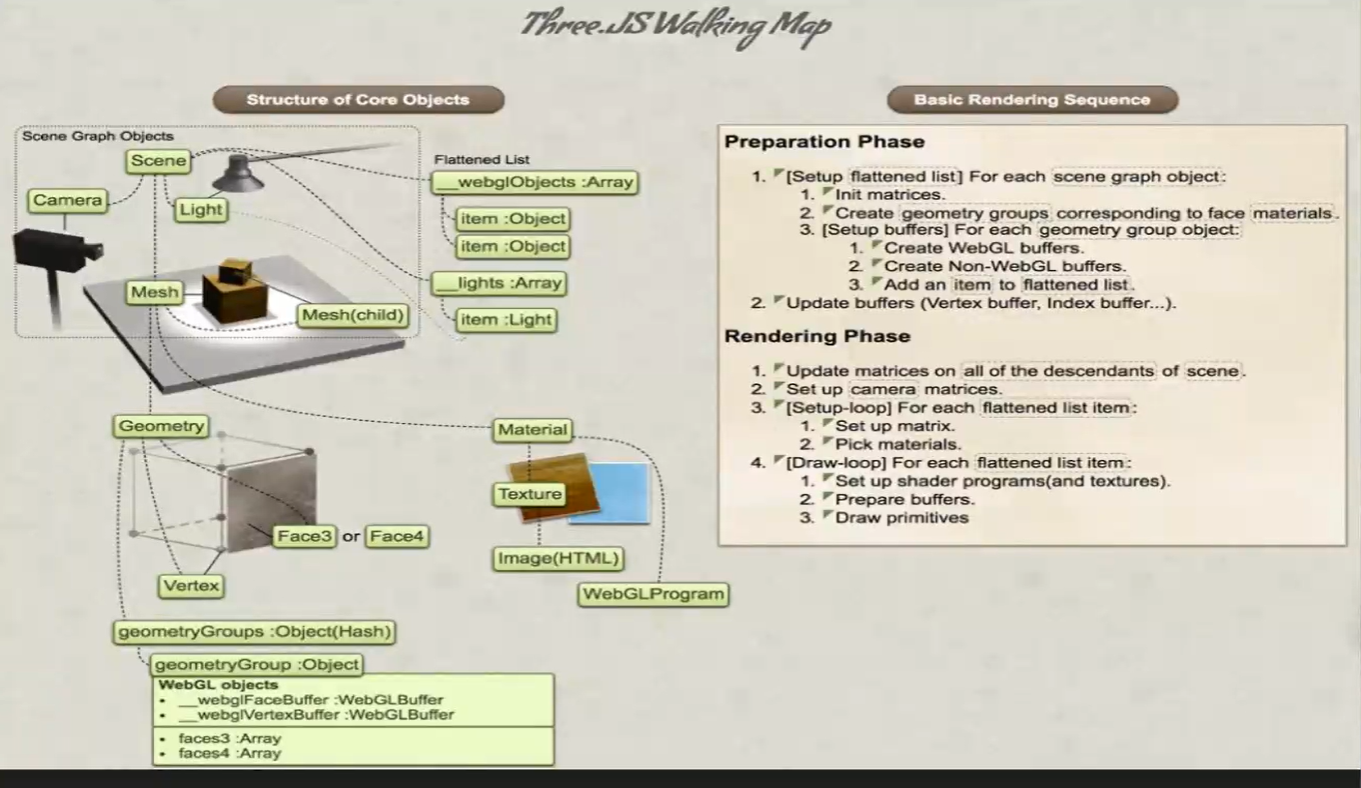 Three.JS Walking Map
Structure of Core Objects
Scene Graph Objects
Scene
Camera
Light
Mesh
Mesh(child)
Flattened List
__webglObjects :Array
item :Object
item :Object
__lights :Array
item :Light
Geometry
Face3 or Face4
Vertex
Material
Texture
Image(HTML)
WebGLProgram
geometryGroups :Object(Hash)
geometryGroup :Object
WebGL objects
• __webglFaceBuffer :WebGLBuffer
• __webglVertexBuffer :WebGLBuffer
• faces3 :Array
• faces4 :Array
Basic Rendering Sequence
Preparation Phase
1. [Setup flattened list] For each scene graph object:
1. Init matrices.
2. Create geometry groups corresponding to face materials.
3. [Setup buffers] For each geometry group object:
1. Create WebGL buffers.
2. Create Non-WebGL buffers.
3. Add an item to flattened list.
2. Update buffers (Vertex buffer, Index buffer...).
Rendering Phase
1. Update matrices on all of the descendants of scene.
2. Set up camera matrices.
3. [Setup-loop] For each flattened list item:
1. Set up matrix.
2. Pick materials.
4. [Draw-loop] For each flattened list item:
1. Set up shader programs(and textures).
2. Prepare buffers.
3. Draw primitives